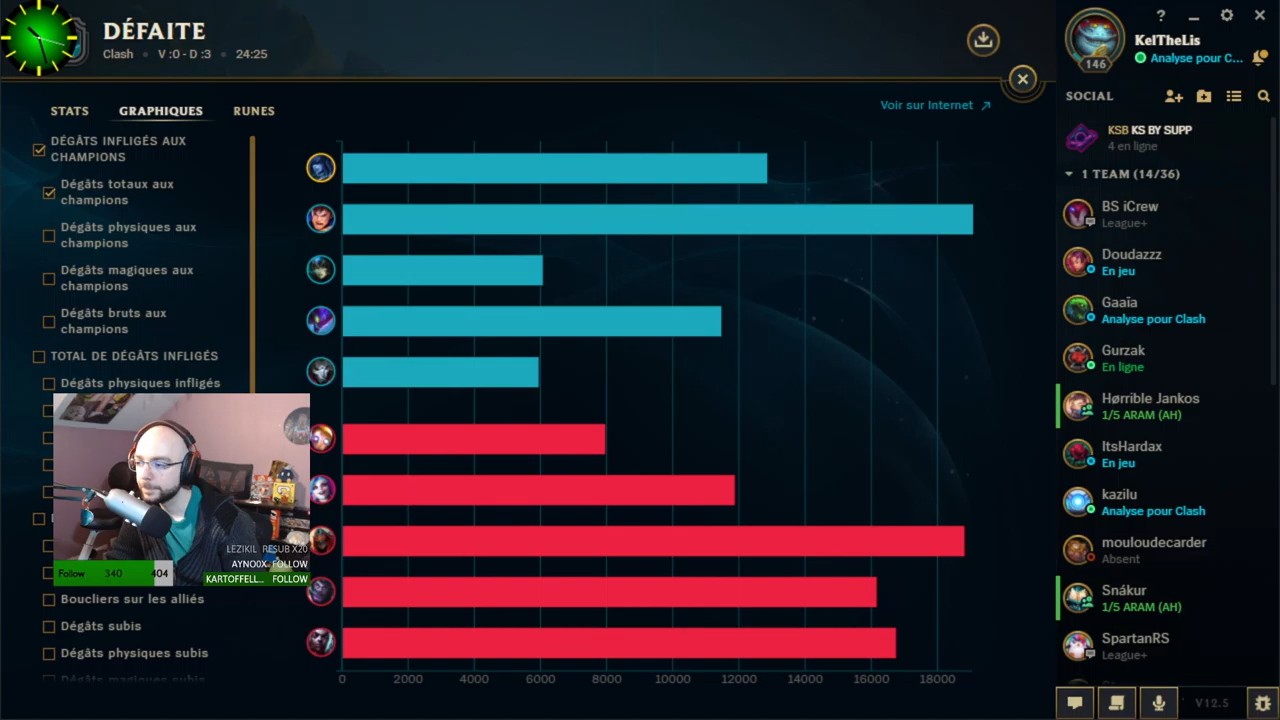 DÉFAITE
Clash • V :0 - D :3 • 24:25
STATS
GRAPHIQUES
RUNES
Voir sur Internet
DÉGÂTS INFLIGÉS AUX
CHAMPIONS
Dégâts totaux aux
champions
Dégâts physiques aux
champions
Dégâts magiques aux
champions
Dégâts bruts aux
champions
TOTAL DE DÉGÂTS INFLIGÉS
Dégâts physiques infligés
LEZIKIL RESUB X20
AYNO0X FOLLOW
KARTOFFELL... FOLLOW
Follow 340 404
Boucliers sur les alliés
Dégâts subis
Dégâts physiques subis
Dégâts magiques subis
0 2000 4000 6000 8000 10000 12000 14000 16000 18000
?
146
KelTheLis
Analyse pour C...
SOCIAL
KSB KS BY SUPP
4 en ligne
1 TEAM (14/36)
BS iCrew
League+
Doudazzz
En jeu
Gaaïa
Analyse pour Clash
Gurzak
En ligne
Hørrible Jankos
1/5 ARAM (AH)
ItsHardax
En jeu
kazilu
Analyse pour Clash
mouloudecarder
Absent
Snákur
1/5 ARAM (AH)
SpartanRS
League+
V12.5